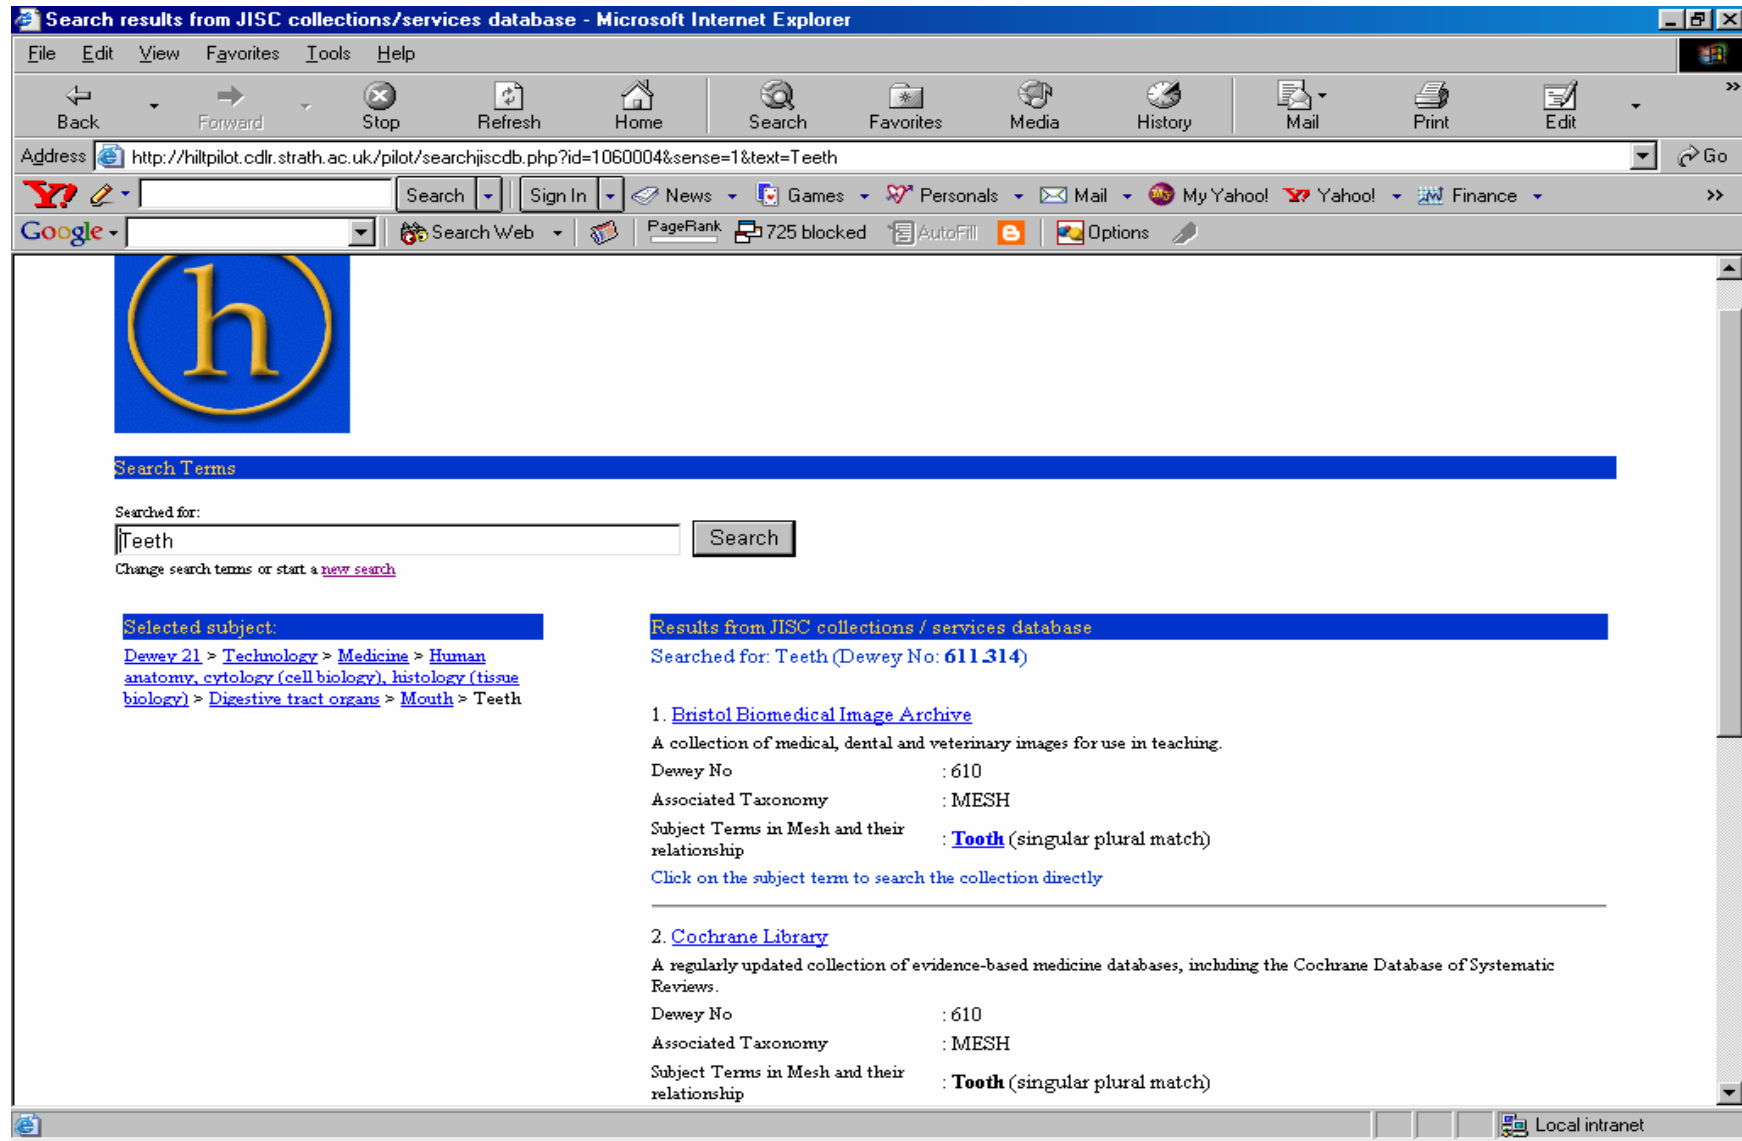 Search results from JISC collections/services database - Microsoft Internet Explorer
File Edit View Favorites Tools Help
Back Forward Stop Refresh Home Search Favorites Media History Mail Print Edit »
Address http://hiltpilot.cdlr.strath.ac.uk/pilot/searchjiscdb.php?id=1060004&sense=1&text=Teeth Go
Y! Search Sign In News Games Personals Mail My Yahoo! Y? Yahoo! Finance >>
Google Search Web PageRank 725 blocked AutoFill Options
h
Search Terms
Searched for:
Teeth Search
Change search terms or start a new search
Selected subject:
Dewey 21 > Technology > Medicine > Human
anatomy, cytology (cell biology), histology (tissue
biology) > Digestive tract organs > Mouth > Teeth
Results from JISC collections / services database
Searched for: Teeth (Dewey No: 611.314)
1. Bristol Biomedical Image Archive
A collection of medical, dental and veterinary images for use in teaching.
Dewey No : 610
Associated Taxonomy : MESH
Subject Terms in Mesh and their
relationship : Tooth (singular plural match)
Click on the subject term to search the collection directly
2. Cochrane Library
A regularly updated collection of evidence-based medicine databases, including the Cochrane Database of Systematic
Reviews.
Dewey No : 610
Associated Taxonomy : MESH
Subject Terms in Mesh and their
relationship : Tooth (singular plural match)
Local intranet